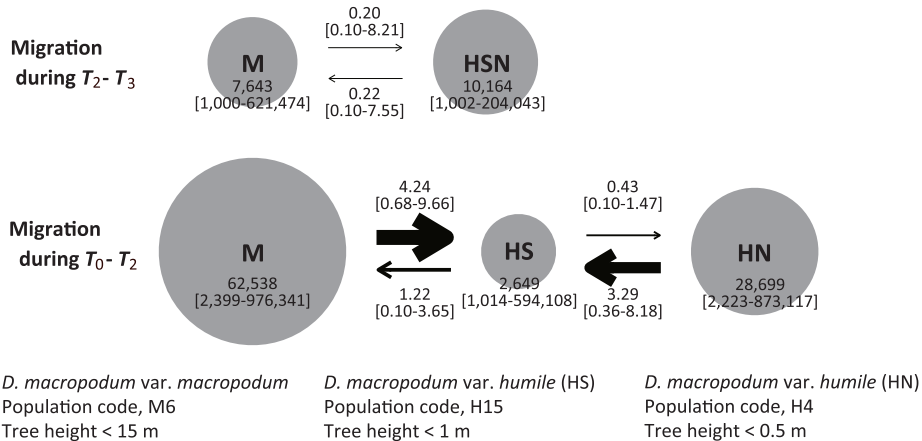 0.20
[0.10-8.21]
Migration
during T2- T3
M
7,643
[1,000-621,474]
HSN
10,164
[1,002-204,043]
0.22
[0.10-7.55]
4.24
[0.68-9.66]
0.43
[0.10-1.47]
Migration
during T0- T2
M
62,538
[2,399-976,341]
HS
2,649
[1,014-594,108]
HN
28,699
[2,223-873,117]
1.22
[0.10-3.65]
3.29
[0.36-8.18]
D. macropodum var. macropodum
Population code, M6
Tree height < 15 m
D. macropodum var. humile (HS)
Population code, H15
Tree height < 1 m
D. macropodum var. humile (HN)
Population code, H4
Tree height < 0.5 m